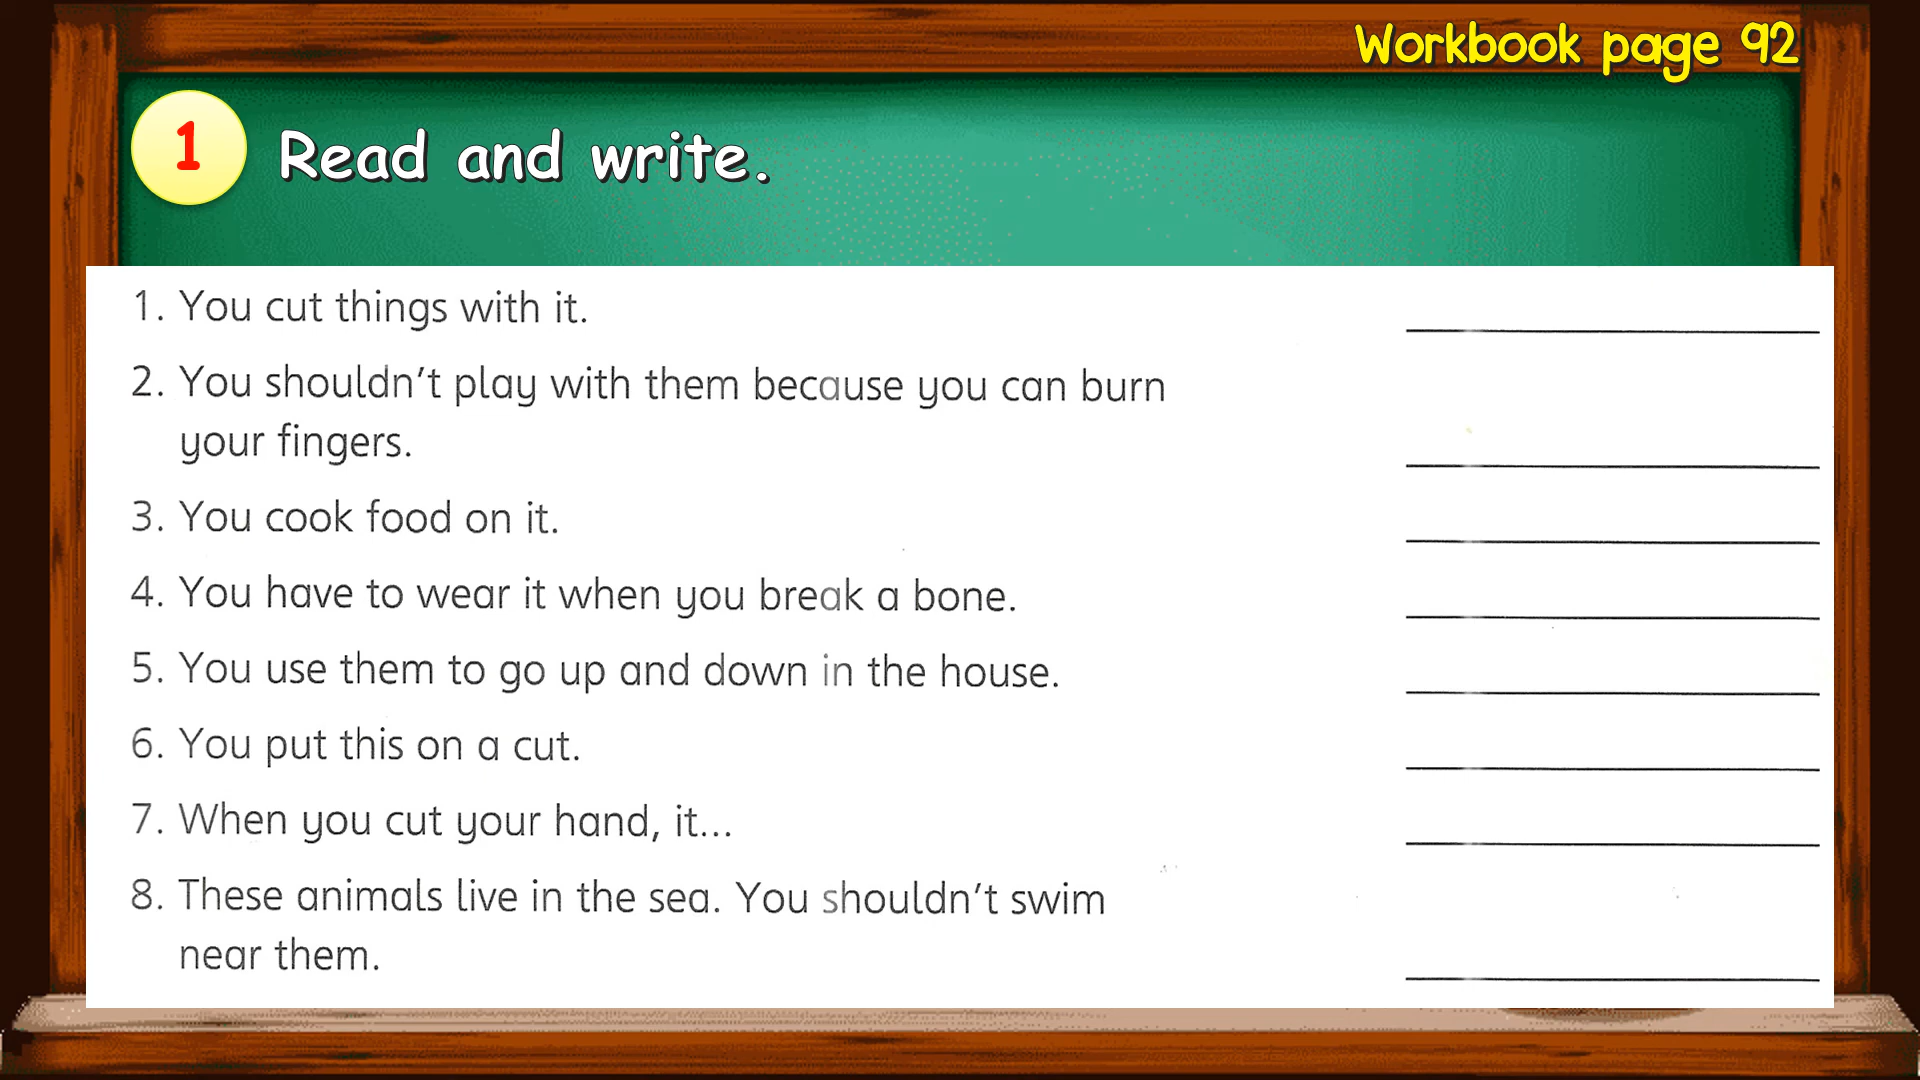 Workbook page 92
1 Read and write.
1. You cut things with it.
2. You shouldn't play with them because you can burn
your fingers.
3. You cook food on it.
4. You have to wear it when you break a bone.
5. You use them to go up and down in the house.
6. You put this on a cut.
7. When you cut your hand, it...
8. These animals live in the sea. You shouldn't swim
near them.